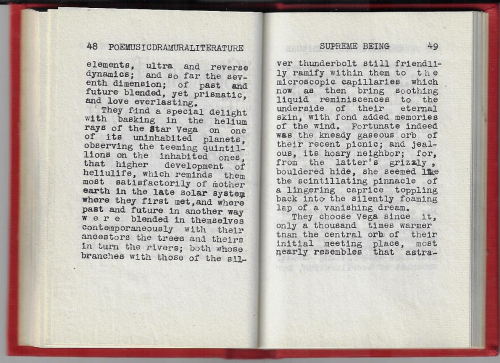 48 POEMUSICDRAMURALITERATURE
elements, ultra and reverse
dynamics; and so far the sev-
enth dimension; of past and
future blended, yet prismatic,
and love everlasting.
They find a special delight
with basking in the helium
rays of the star Vega on one
of its uninhabited planets,
observing the teeming quintil-
lions on the inhabited ones,
that higher development of
heliulife, which reminds them
most satisfactorily of mother
earth in the late solar system
where they first met, and where
past and future in another way
were blended in themselves
contemporaneously with their
ancestors the trees and theirs
in turn the rivers; both whose
branches with those of the sil-
SUPREME BEING 49
ver thunderbolt still friendli-
ly ramify within them to the
microscopic capillaries which
now as then bring soothing
liquid reminiscences to the
underside of their eternal
skin, with fond added memories
of the wind. Fortunate indeed
was the kneady gaseous orb of
their recent picnic; and jeal-
ous, its hoary neighbor; for,
from the latter's grizzly,
bouldered hide, she seemed like
the scintillating pinnacle of
a lingering caprice toppling
back into the silently foaming
lap of a vanishing dream.
They choose Vega since it,
only a thousand times warmer
than the central orb of their
initial meeting place, most
nearly resembles that astra-